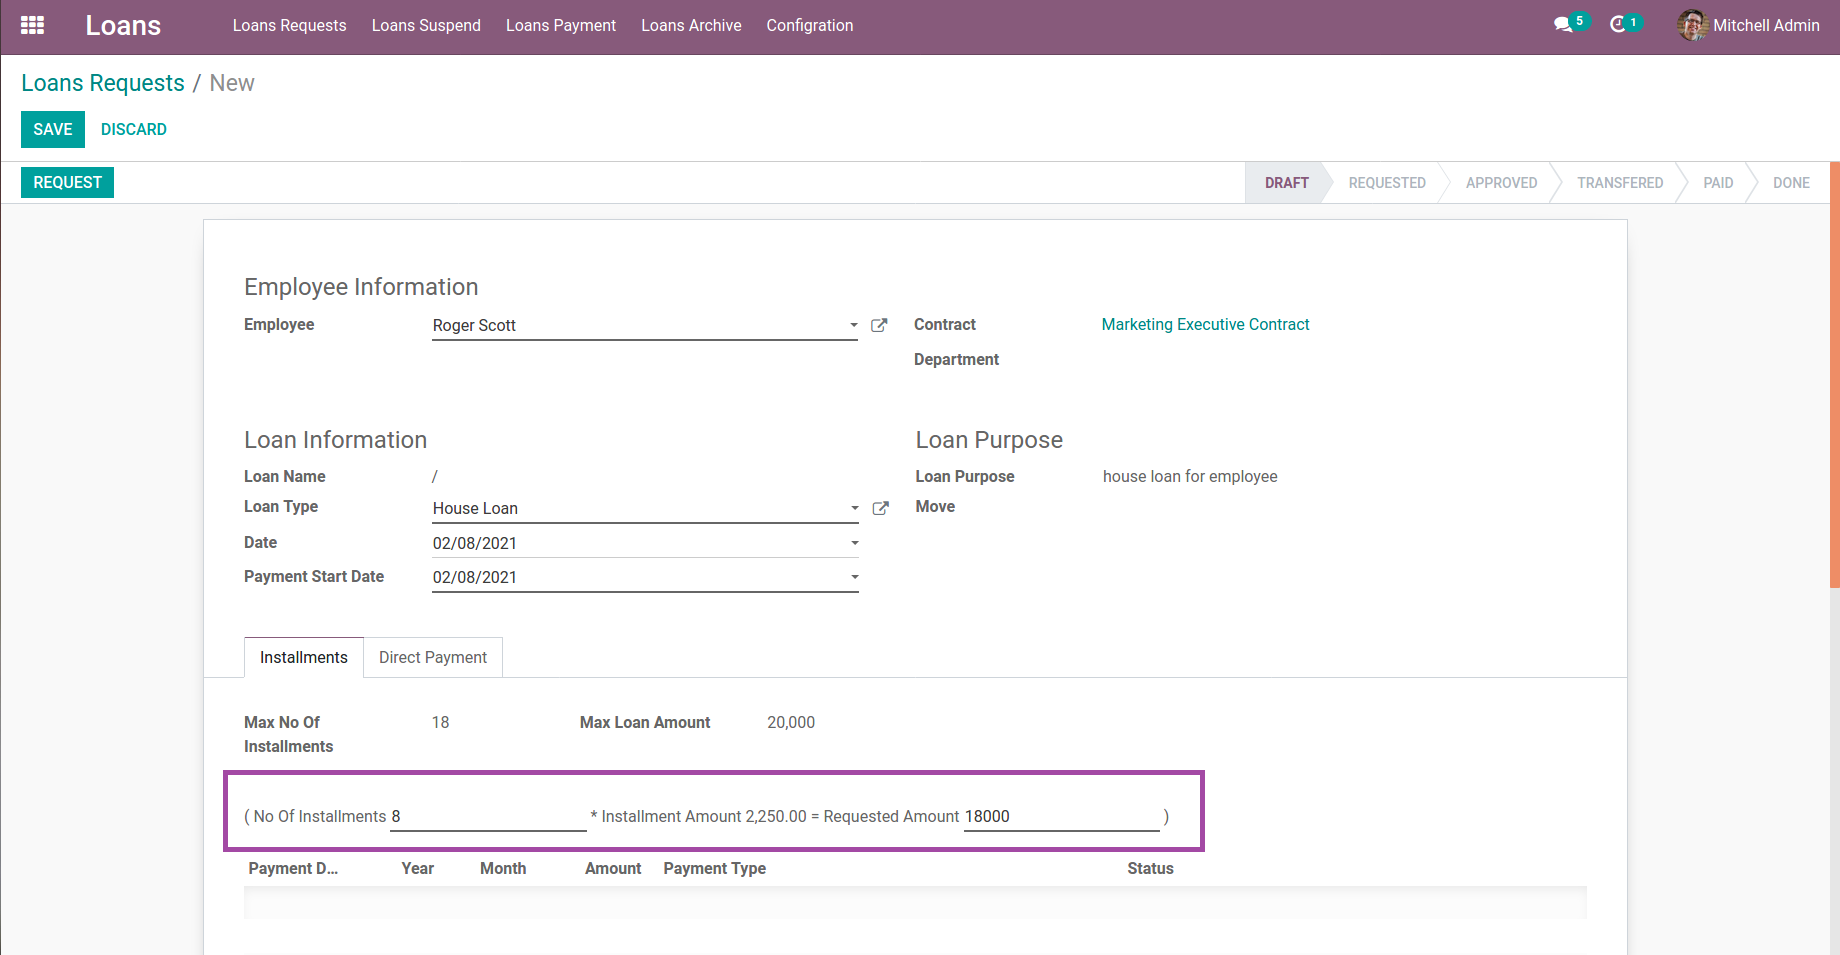 Loans Loans Requests Loans Suspend Loans Payment Loans Archive Configration 5 1 Mitchell Admin
Loans Requests / New
SAVE DISCARD
REQUEST DRAFT REQUESTED APPROVED TRANSFERED PAID DONE
Employee Information
Employee Roger Scott Contract Marketing Executive Contract
Department
Loan Information Loan Purpose
Loan Name / Loan Purpose house loan for employee
Loan Type House Loan Move
Date 02/08/2021
Payment Start Date 02/08/2021
Installments Direct Payment
Max No Of 18 Max Loan Amount 20,000
Installments
( No Of Installments 8 * Installment Amount 2,250.00 = Requested Amount 18000 )
Payment D... Year Month Amount Payment Type Status